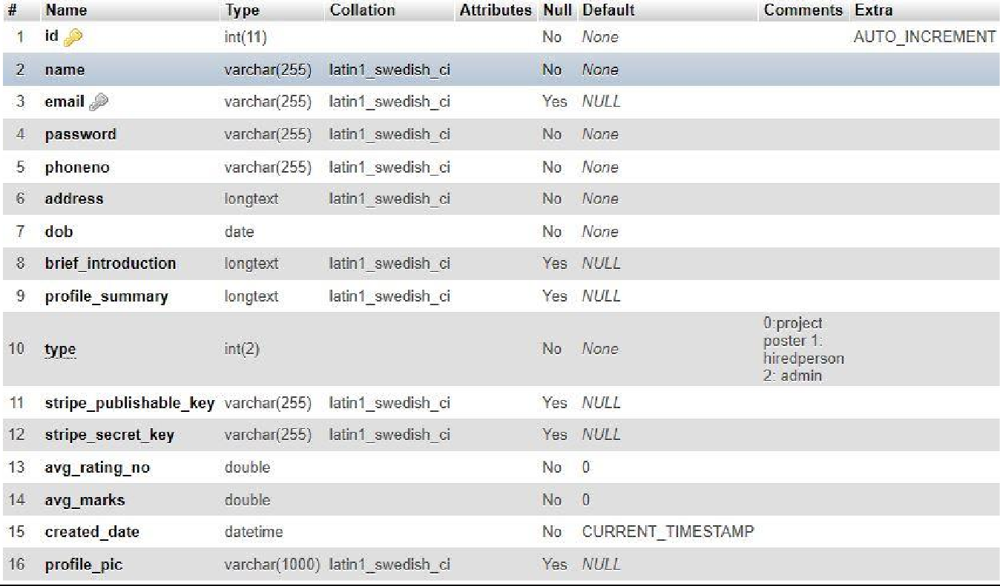 # Name Type Collation Attributes Null Default Comments Extra
1 id int(11) No None AUTO_INCREMENT
2 name varchar(255) latin1_swedish_ci No None
3 email varchar(255) latin1_swedish_ci Yes NULL
4 password varchar(255) latin1_swedish_ci No None
5 phoneno varchar(255) latin1_swedish_ci No None
6 address longtext latin1_swedish_ci No None
7 dob date No None
8 brief_introduction longtext latin1_swedish_ci Yes NULL
9 profile_summary longtext latin1_swedish_ci Yes NULL
10 type int(2) No None 0:project
poster 1:
hiredperson
2: admin
11 stripe_publishable_key varchar(255) latin1_swedish_ci Yes NULL
12 stripe_secret_key varchar(255) latin1_swedish_ci Yes NULL
13 avg_rating_no double No 0
14 avg_marks double No 0
15 created_date datetime No CURRENT_TIMESTAMP
16 profile_pic varchar(1000) latin1_swedish_ci Yes NULL